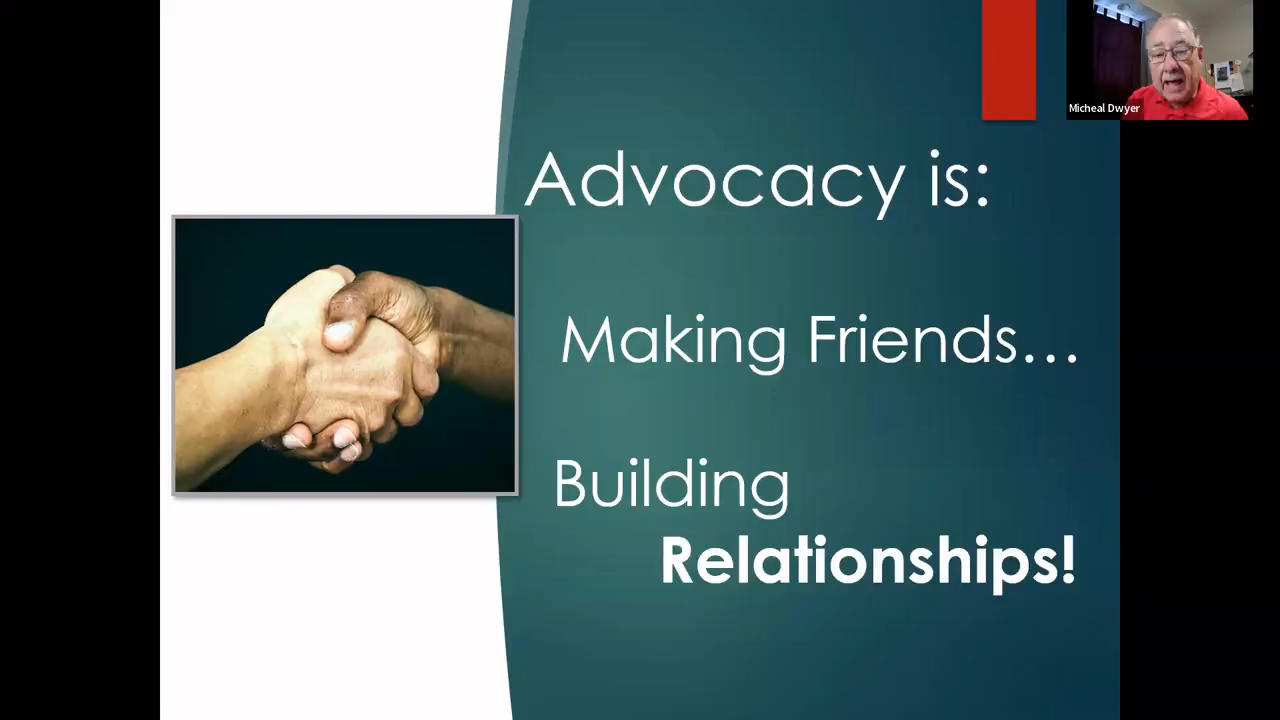 Micheal Dwyer
Advocacy is:
Making Friends…
Building
Relationships!